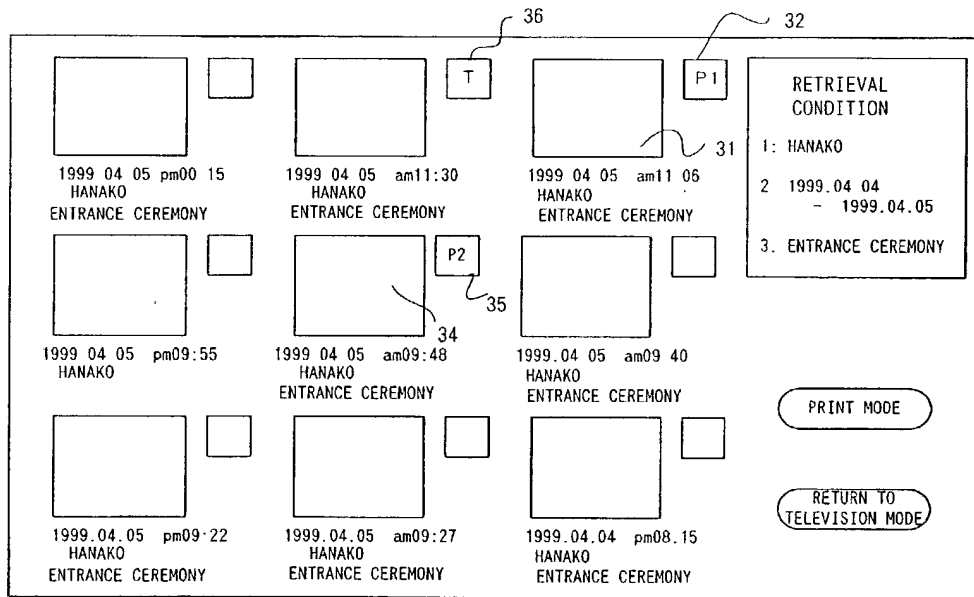 36
32
T
P1
31
1999 04 05 pm00 15
HANAKO
ENTRANCE CEREMONY
1999 04 05 am11:30
HANAKO
ENTRANCE CEREMONY
1999 04 05 am11 06
HANAKO
ENTRANCE CEREMONY
RETRIEVAL
CONDITION
1: HANAKO
2 1999.04 04
- 1999.04.05
3. ENTRANCE CEREMONY
P2
35
34
1999 04 05 pm09:55
HANAKO
1999 04 05 am09:48
HANAKO
ENTRANCE CEREMONY
1999.04 05 am09 40
HANAKO
ENTRANCE CEREMONY
PRINT MODE
1999.04.05 pm09·22
HANAKO
ENTRANCE CEREMONY
1999.04.05 am09:27
HANAKO
ENTRANCE CEREMONY
1999.04.04 pm08.15
HANAKO
ENTRANCE CEREMONY
RETURN TO
TELEVISION MODE